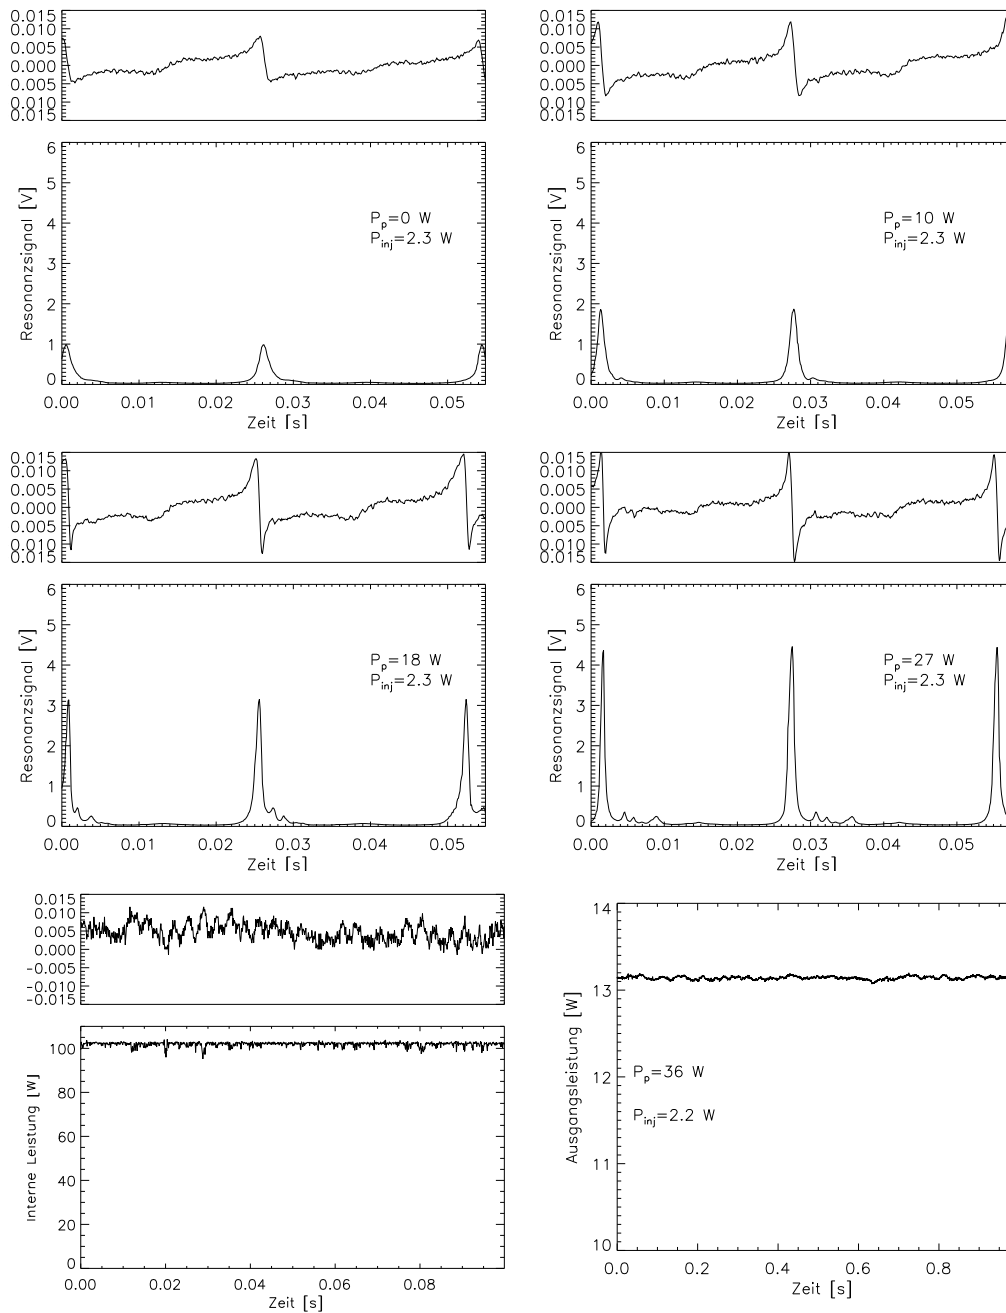 0.015
0.010
0.005
0.000
0.005
0.010
0.015
6
5
4
3
2
1
0
Resonanzsignal [V]
P_p=0 W
P_inj=2.3 W
0.00 0.01 0.02 0.03 0.04 0.05
Zeit [s]
0.015
0.010
0.005
0.000
0.005
0.010
0.015
6
5
4
3
2
1
0
Resonanzsignal [V]
P_p=10 W
P_inj=2.3 W
0.00 0.01 0.02 0.03 0.04 0.05
Zeit [s]
0.015
0.010
0.005
0.000
0.005
0.010
0.015
6
5
4
3
2
1
0
Resonanzsignal [V]
P_p=18 W
P_inj=2.3 W
0.00 0.01 0.02 0.03 0.04 0.05
Zeit [s]
0.015
0.010
0.005
0.000
0.005
0.010
0.015
6
5
4
3
2
1
0
Resonanzsignal [V]
P_p=27 W
P_inj=2.3 W
0.00 0.01 0.02 0.03 0.04 0.05
Zeit [s]
0.015
0.010
0.005
0.000
-0.005
-0.010
-0.015
100
80
60
40
20
0
Interne Leistung [W]
0.00 0.02 0.04 0.06 0.08
Zeit [s]
14
13
12
11
10
Ausgangsleistung [W]
P_p=36 W
P_inj=2.2 W
0.0 0.2 0.4 0.6 0.8
Zeit [s]